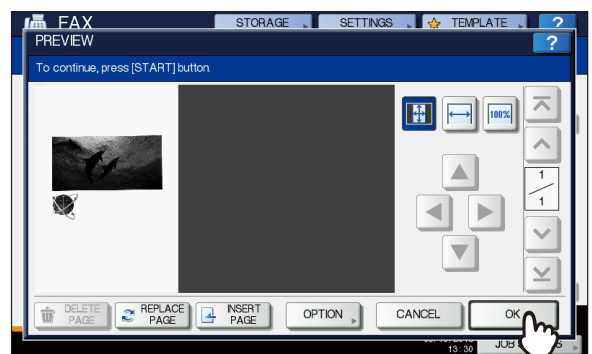 FAX
STORAGE
SETTINGS
TEMPLATE
?
PREVIEW
?
To continue, press [START] button.
100%
1
1
DELETE
PAGE
REPLACE
PAGE
INSERT
PAGE
OPTION
CANCEL
OK
13:30
JOB